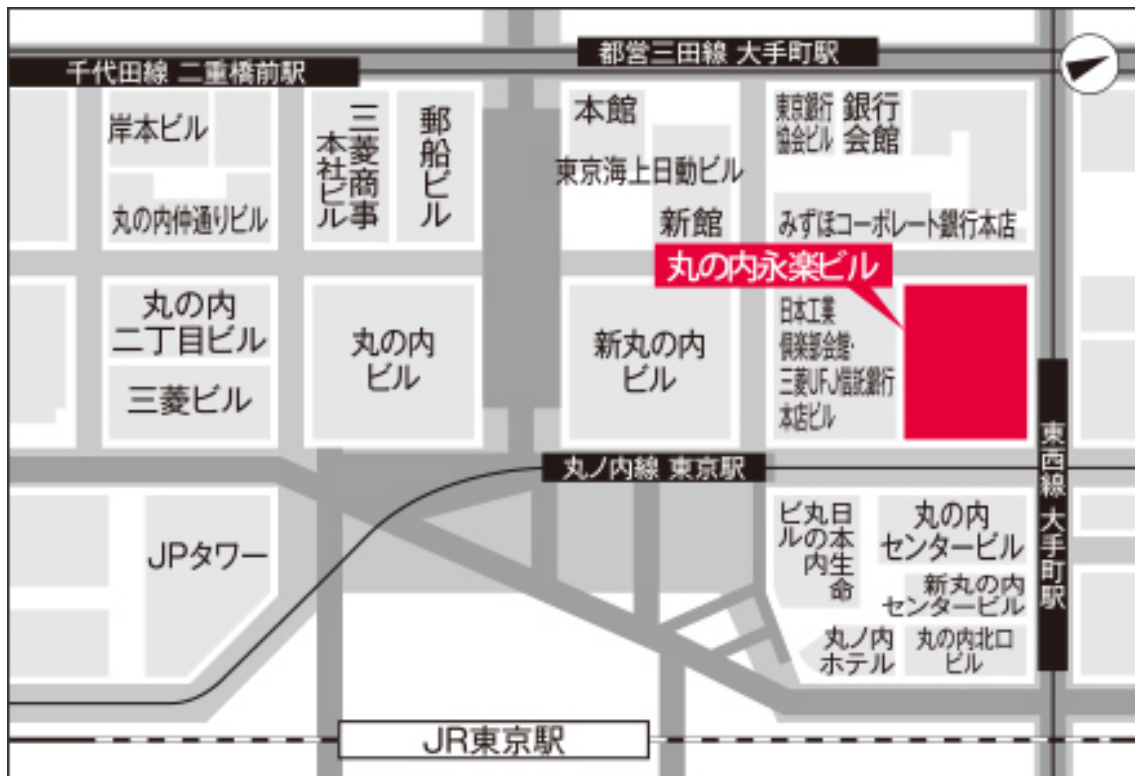 都営三田線 大手町駅
千代田線 二重橋前駅
岸本ビル
丸の内仲通りビル
三菱商事
本社ビル
郵船ビル
本館
東京海上日動ビル
新館
東京銀行
協会ビル
銀行
会館
みずほコーポレート銀行本店
丸の内永楽ビル
丸の内
二丁目ビル
三菱ビル
丸の内
ビル
新丸の内
ビル
日本工業
倶楽部会館・
三菱UFJ信託銀行
本店ビル
丸ノ内線 東京駅
東西線 大手町駅
JPタワー
日本生命
丸の内
ビル
丸の内
センタービル
新丸の内
センタービル
丸ノ内
ホテル
丸の内北口
ビル
JR東京駅